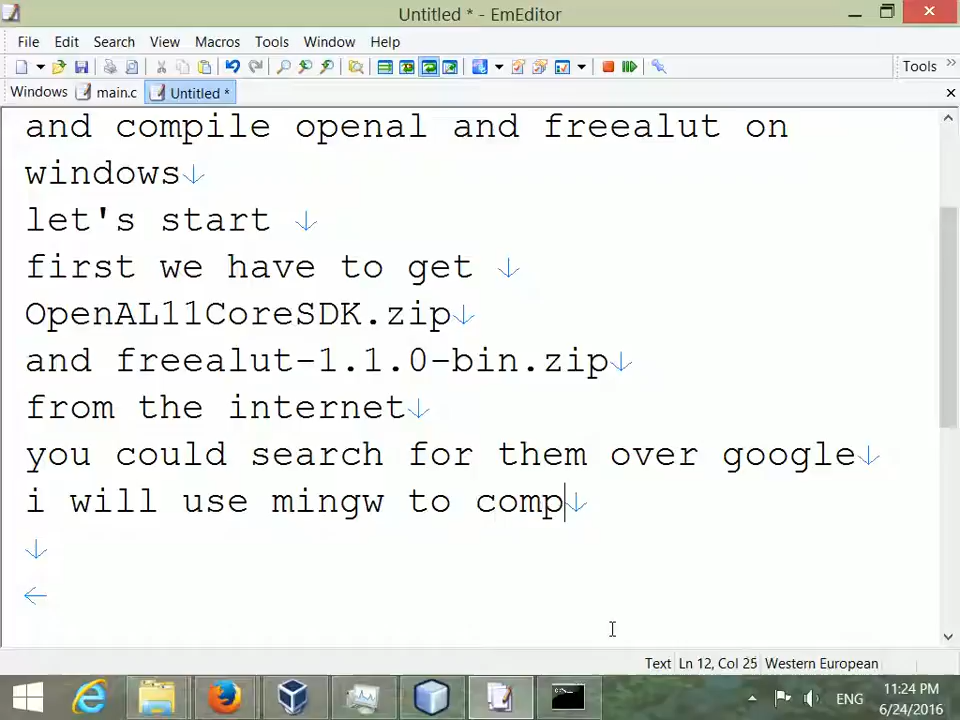 Untitled * - EmEditor
File Edit Search View Macros Tools Window Help
Tools
Windows main.c Untitled *
and compile openal and freealut on
windows
let's start
first we have to get
OpenAL11CoreSDK.zip
and freealut-1.1.0-bin.zip
from the internet
you could search for them over google
i will use mingw to comp
Text Ln 12, Col 25 Western European
ENG
11:24 PM
6/24/2016